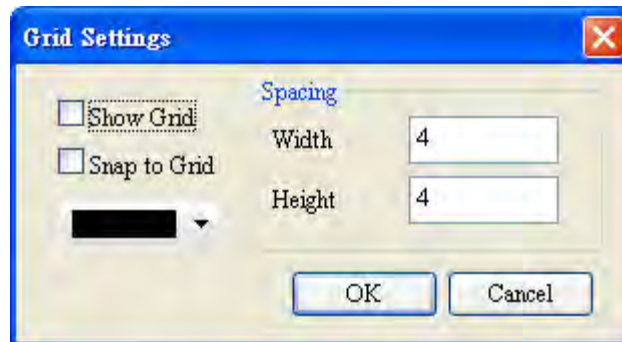 Grid Settings
Show Grid
Snap to Grid
Spacing
Width 4
Height 4
OK Cancel